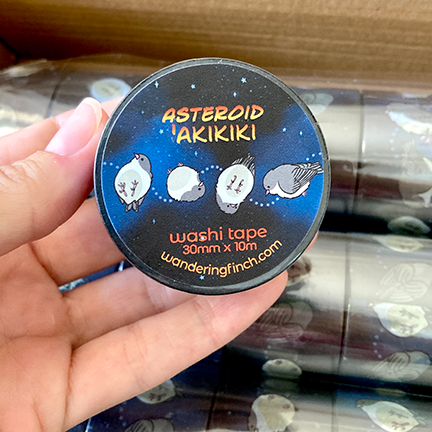 ASTEROID
'AKIKIKI
washi tape
30mm x 10m
wanderingfinch.com